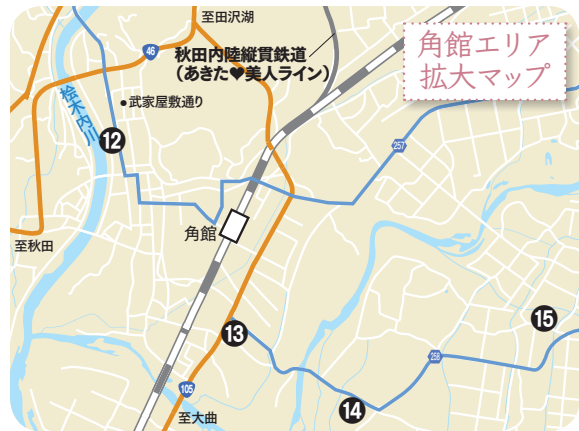 至田沢湖
角館エリア
拡大マップ
46
秋田内陸縦貫鉄道
（あきた♥美人ライン）
●武家屋敷通り
桧木内川
⓬
257
角館
至秋田
⓭
⓯
258
105
⓮
至大曲